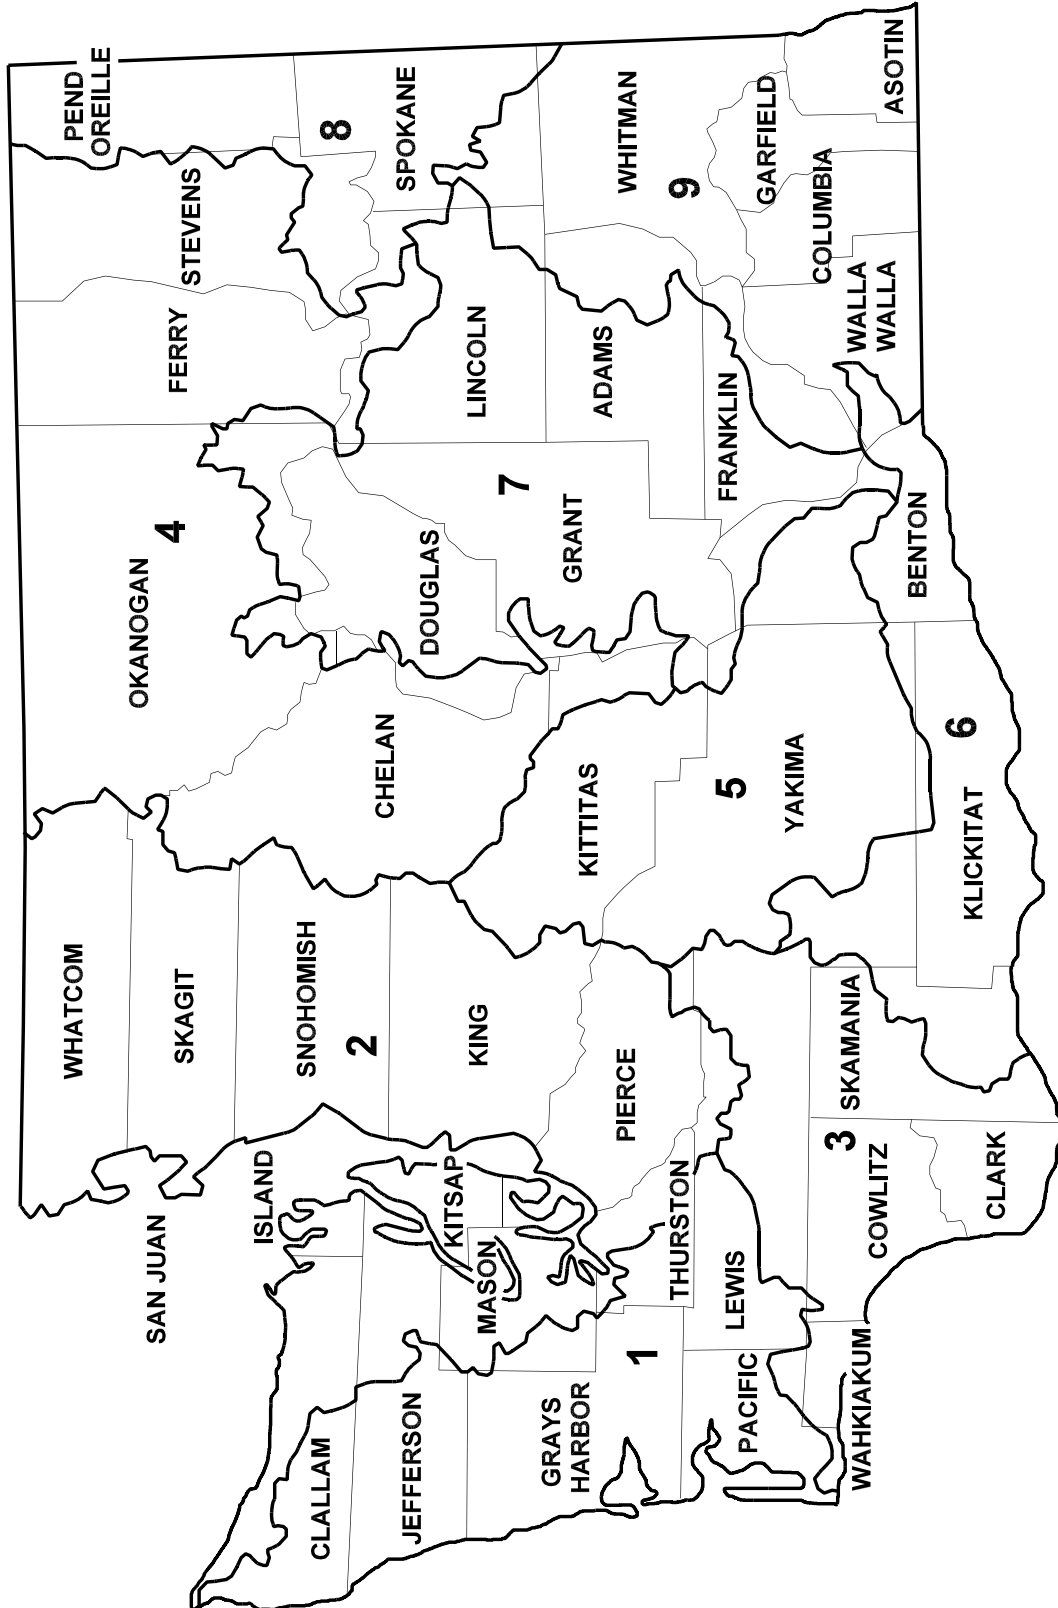 WHATCOM
OKANOGAN
FERRY
STEVENS
PEND
OREILLE
SKAGIT
4
SAN JUAN
ISLAND
SNOHOMISH
8
CLALLAM
2
CHELAN
SPOKANE
JEFFERSON
KITSAP
DOUGLAS
KING
LINCOLN
MASON
7
GRAYS
HARBOR
KITTITAS
GRANT
ADAMS
PIERCE
WHITMAN
1
THURSTON
9
LEWIS
5
FRANKLIN
PACIFIC
YAKIMA
GARFIELD
3
COLUMBIA
SKAMANIA
WALLA
WALLA
WAHKIAKUM
COWLITZ
ASOTIN
BENTON
6
KLICKITAT
CLARK